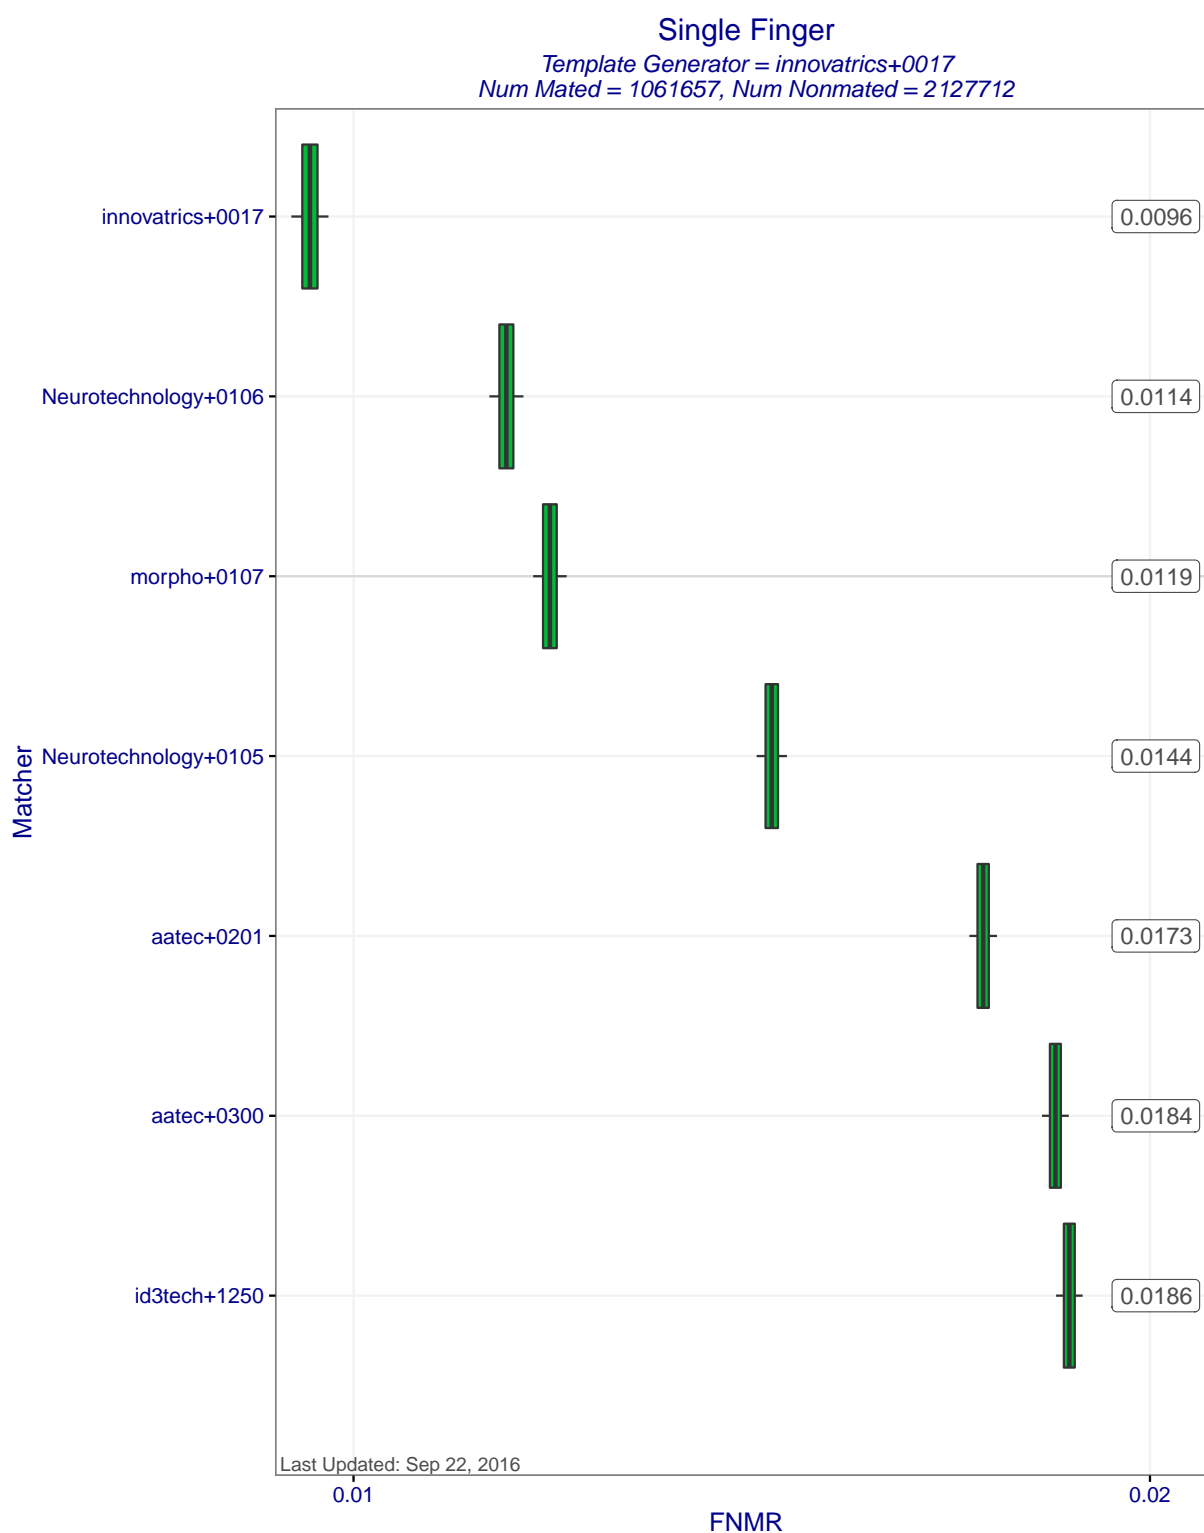 Single Finger
Template Generator = innovatrics+0017
Num Mated = 1061657, Num Nonmated = 2127712
innovatrics+0017
0.0096
Neurotechnology+0106
0.0114
morpho+0107
0.0119
Neurotechnology+0105
0.0144
aatec+0201
0.0173
aatec+0300
0.0184
id3tech+1250
0.0186
Matcher
Last Updated: Sep 22, 2016
0.01
0.02
FNMR